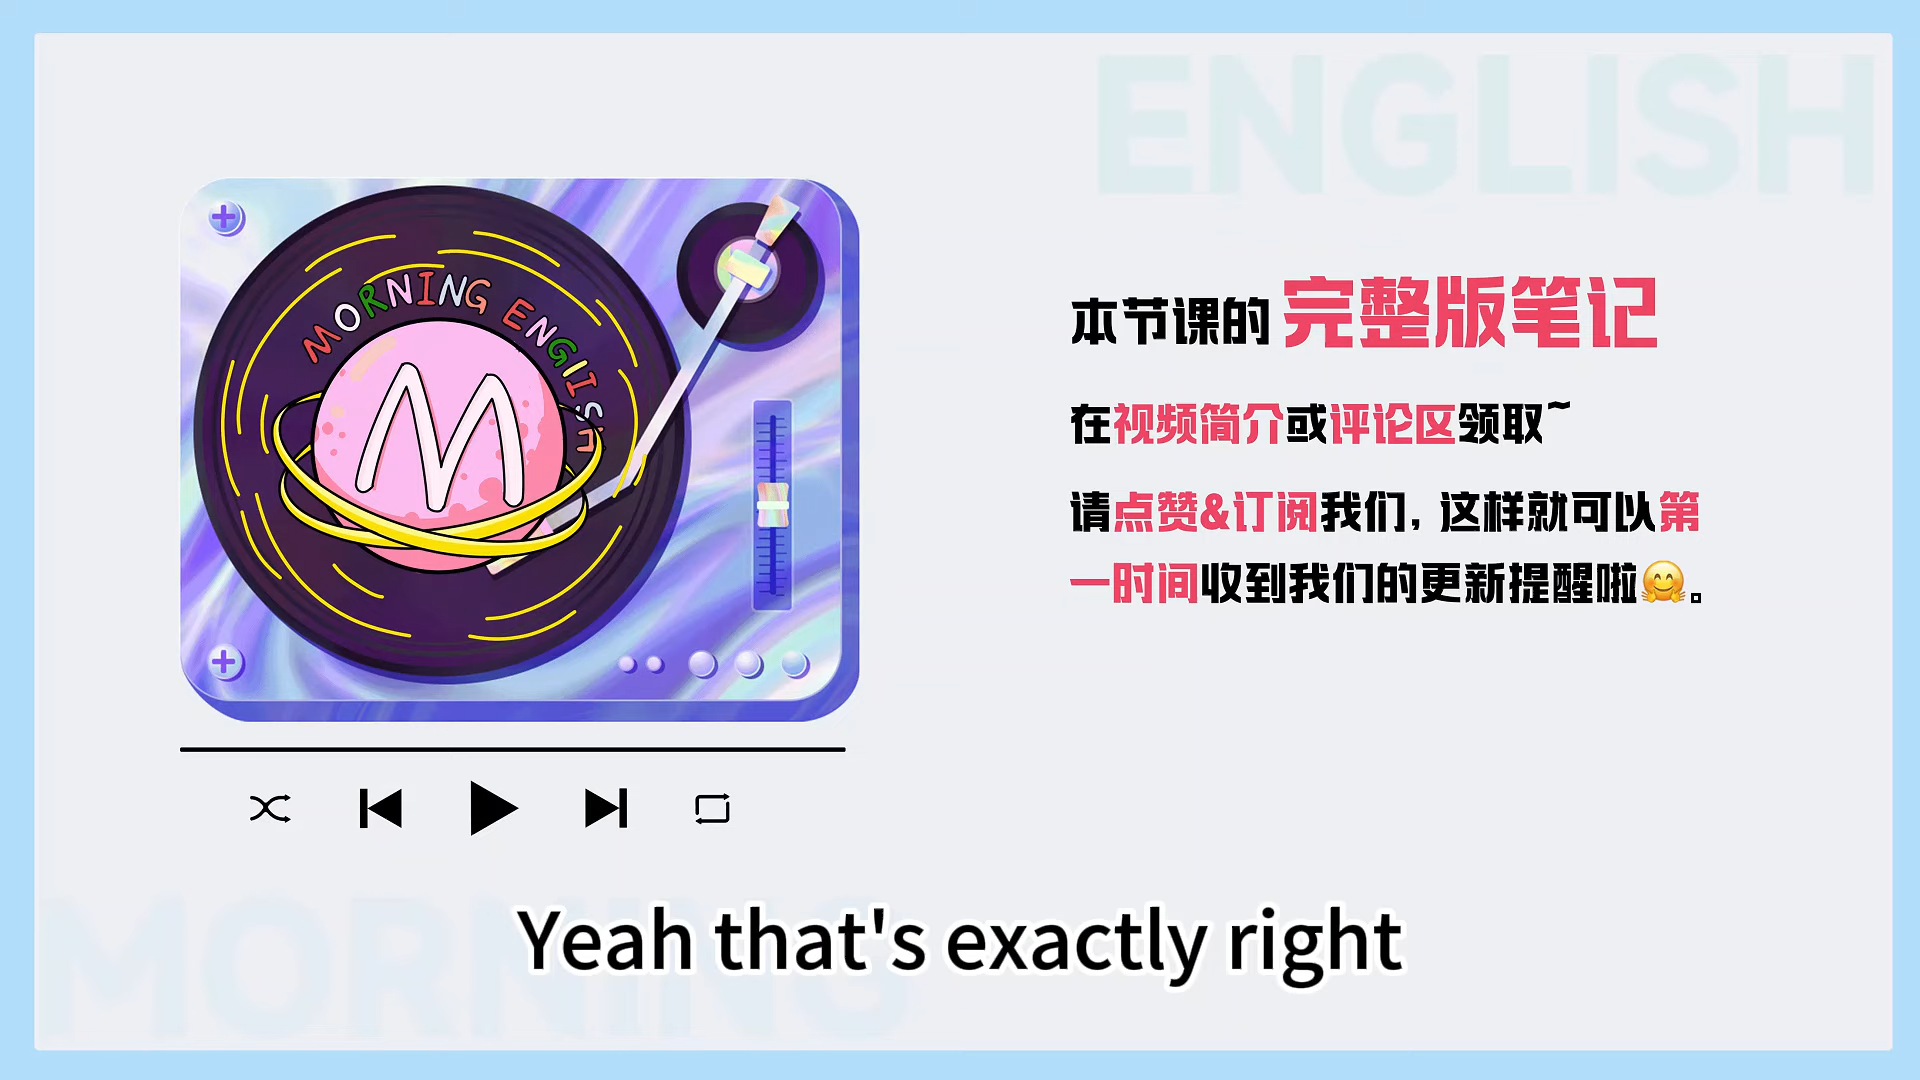 ENGLISH
MORNING ENGLISH
M
本节课的 完整版笔记
在视频简介或评论区领取~
请点赞&订阅我们，这样就可以第
一时间收到我们的更新提醒啦🤗。
MORNING
Yeah that's exactly right